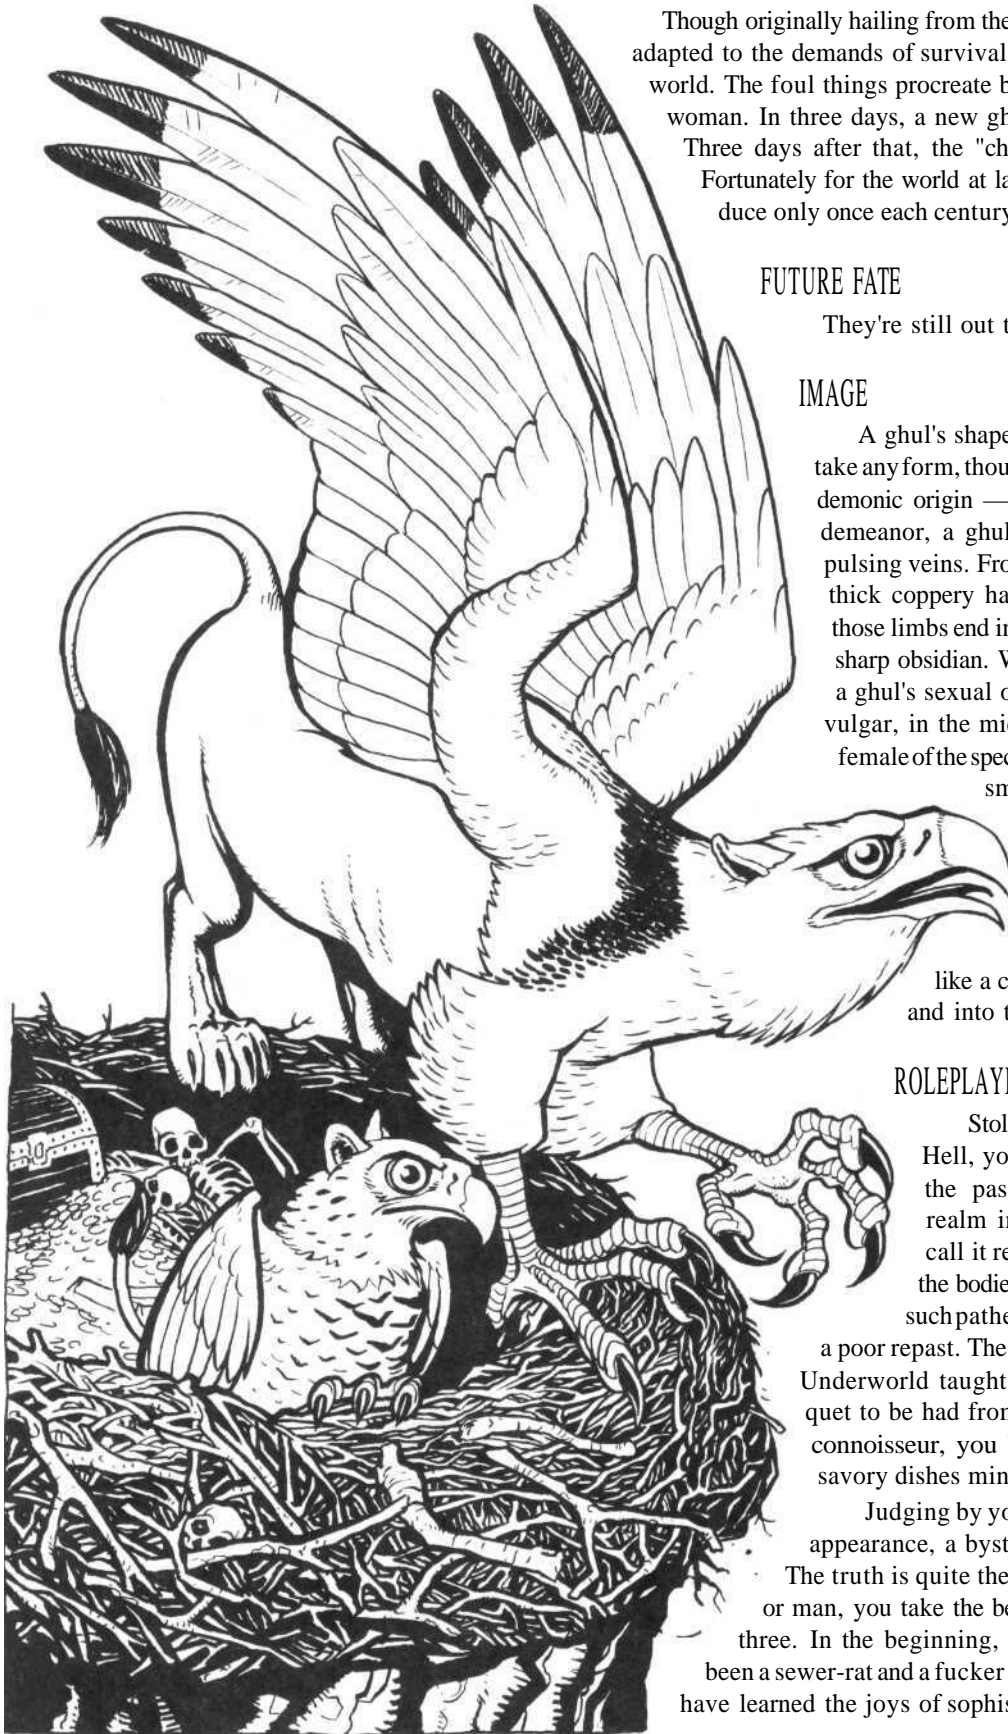 Though originally hailing from the
adapted to the demands of survival
world. The foul things procreate b
woman. In three days, a new gh
Three days after that, the "ch
Fortunately for the world at la
duce only once each century
FUTURE FATE
They're still out t
IMAGE
A ghul's shape
take any form, thou
demonic origin —
demeanor, a ghul
pulsing veins. Fro
thick coppery ha
those limbs end in
sharp obsidian. W
a ghul's sexual o
vulgar, in the mid
female of the spec
sm
like a c
and into t
ROLEPLAYI
Stol
Hell, yo
the pas
realm i
call it re
the bodie
such pathe
a poor repast. The
Underworld taught
quet to be had from
connoisseur, you
savory dishes min
Judging by yo
appearance, a byst
The truth is quite the
or man, you take the be
three. In the beginning,
been a sewer-rat and a fucker
have learned the joys of sophis